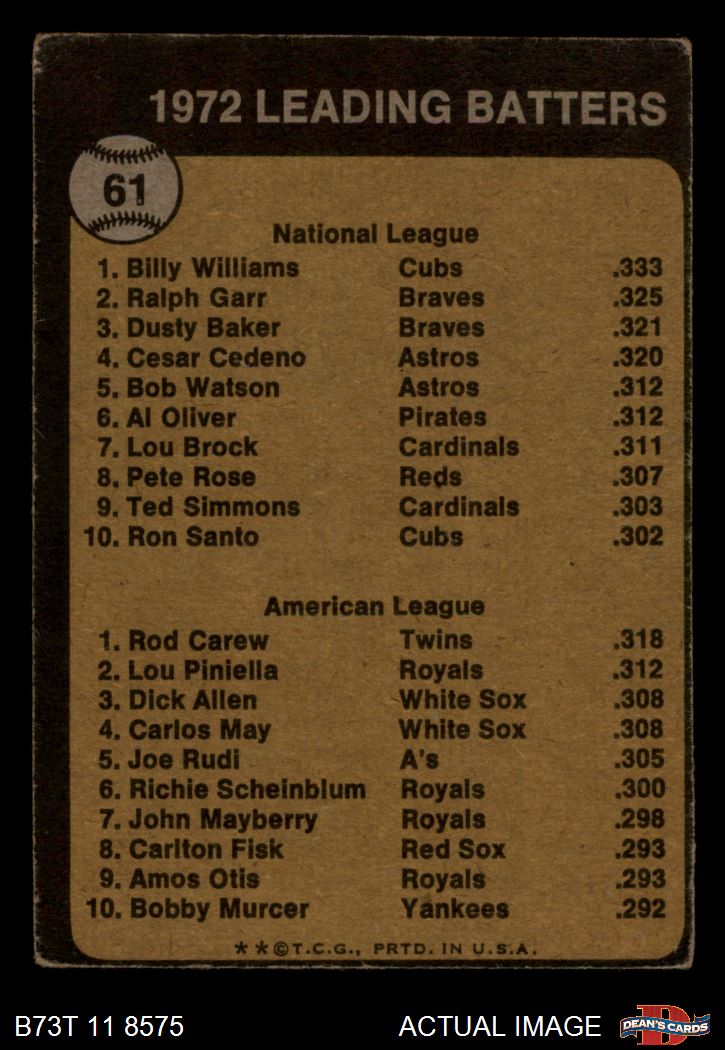 1972 LEADING BATTERS
61
National League
1. Billy Williams Cubs .333
2. Ralph Garr Braves .325
3. Dusty Baker Braves .321
4. Cesar Cedeno Astros .320
5. Bob Watson Astros .312
6. Al Oliver Pirates .312
7. Lou Brock Cardinals .311
8. Pete Rose Reds .307
9. Ted Simmons Cardinals .303
10. Ron Santo Cubs .302
American League
1. Rod Carew Twins .318
2. Lou Piniella Royals .312
3. Dick Allen White Sox .308
4. Carlos May White Sox .308
5. Joe Rudi A's .305
6. Richie Scheinblum Royals .300
7. John Mayberry Royals .298
8. Carlton Fisk Red Sox .293
9. Amos Otis Royals .293
10. Bobby Murcer Yankees .292
* * © T.C.G., PRTD. IN U.S.A.
B73T 11 8575 ACTUAL IMAGE
D
DEAN'S CARDS